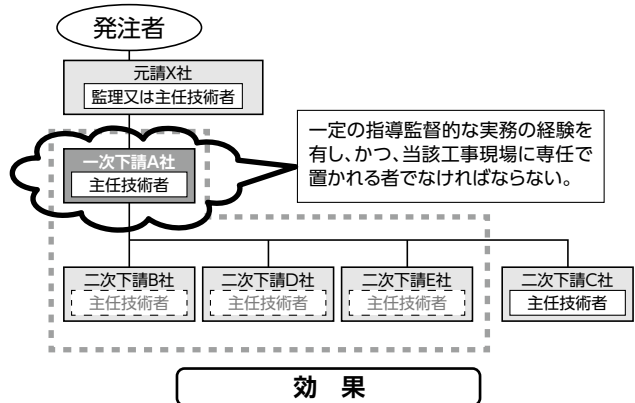 発注者
元請X社
監理又は主任技術者
一次下請A社
主任技術者
一定の指導監督的な実務の経験を
有し、かつ、当該工事現場に専任で
置かれる者でなければならない。
二次下請B社
主任技術者
二次下請D社
主任技術者
二次下請E社
主任技術者
二次下請C社
主任技術者
効 果